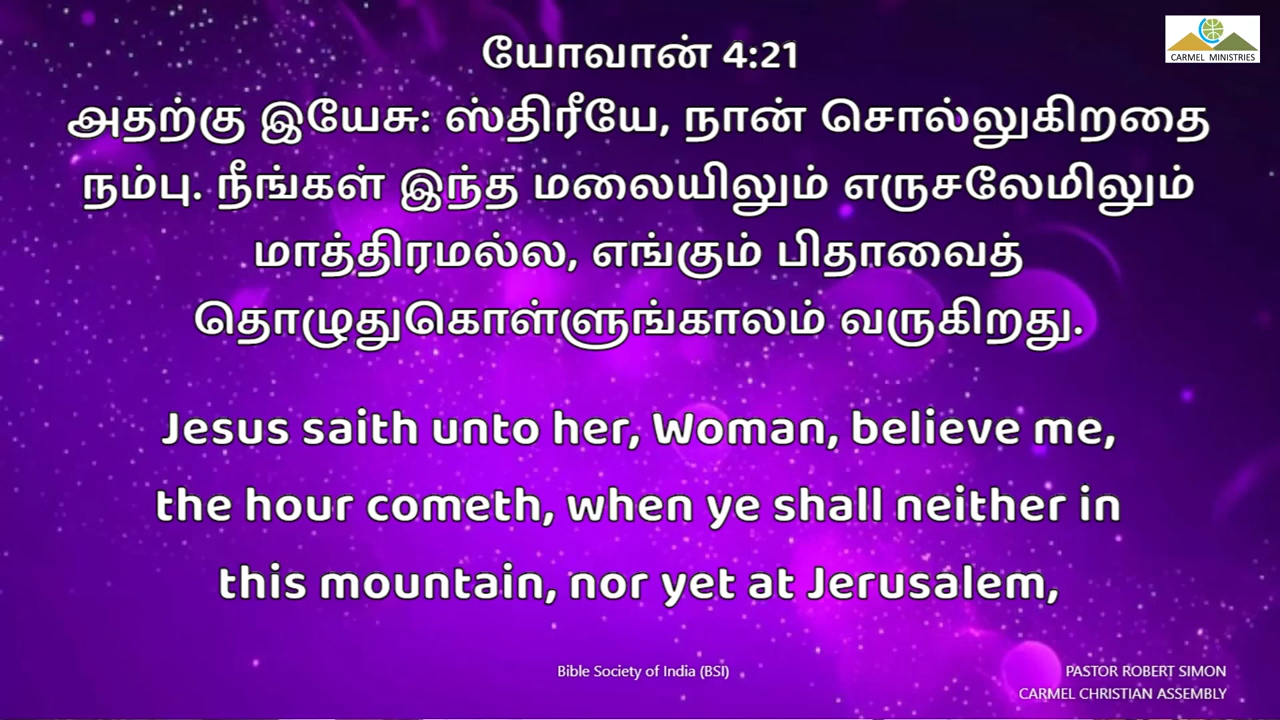 CARMEL MINISTRIES
யோவான் 4:21
அதற்கு இயேசு: ஸ்திரீயே, நான் சொல்லுகிறதை
நம்பு. நீங்கள் இந்த மலையிலும் எருசலேமிலும்
மாத்திரமல்ல, எங்கும் பிதாவைத்
தொழுதுகொள்ளுங்காலம் வருகிறது.
Jesus saith unto her, Woman, believe me,
the hour cometh, when ye shall neither in
this mountain, nor yet at Jerusalem,
Bible Society of India (BSI)
PASTOR ROBERT SIMON
CARMEL CHRISTIAN ASSEMBLY